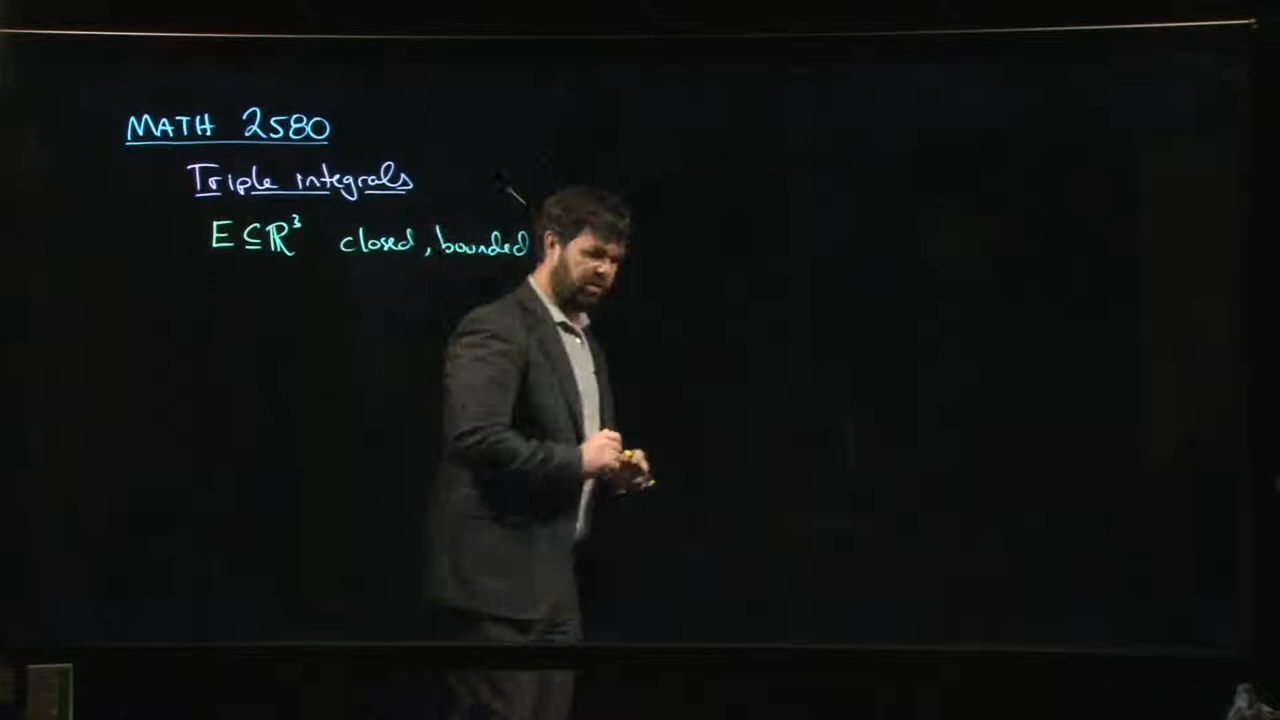 MATH 2580
Triple integrals
E ⊆ ℝ³ closed, bounded